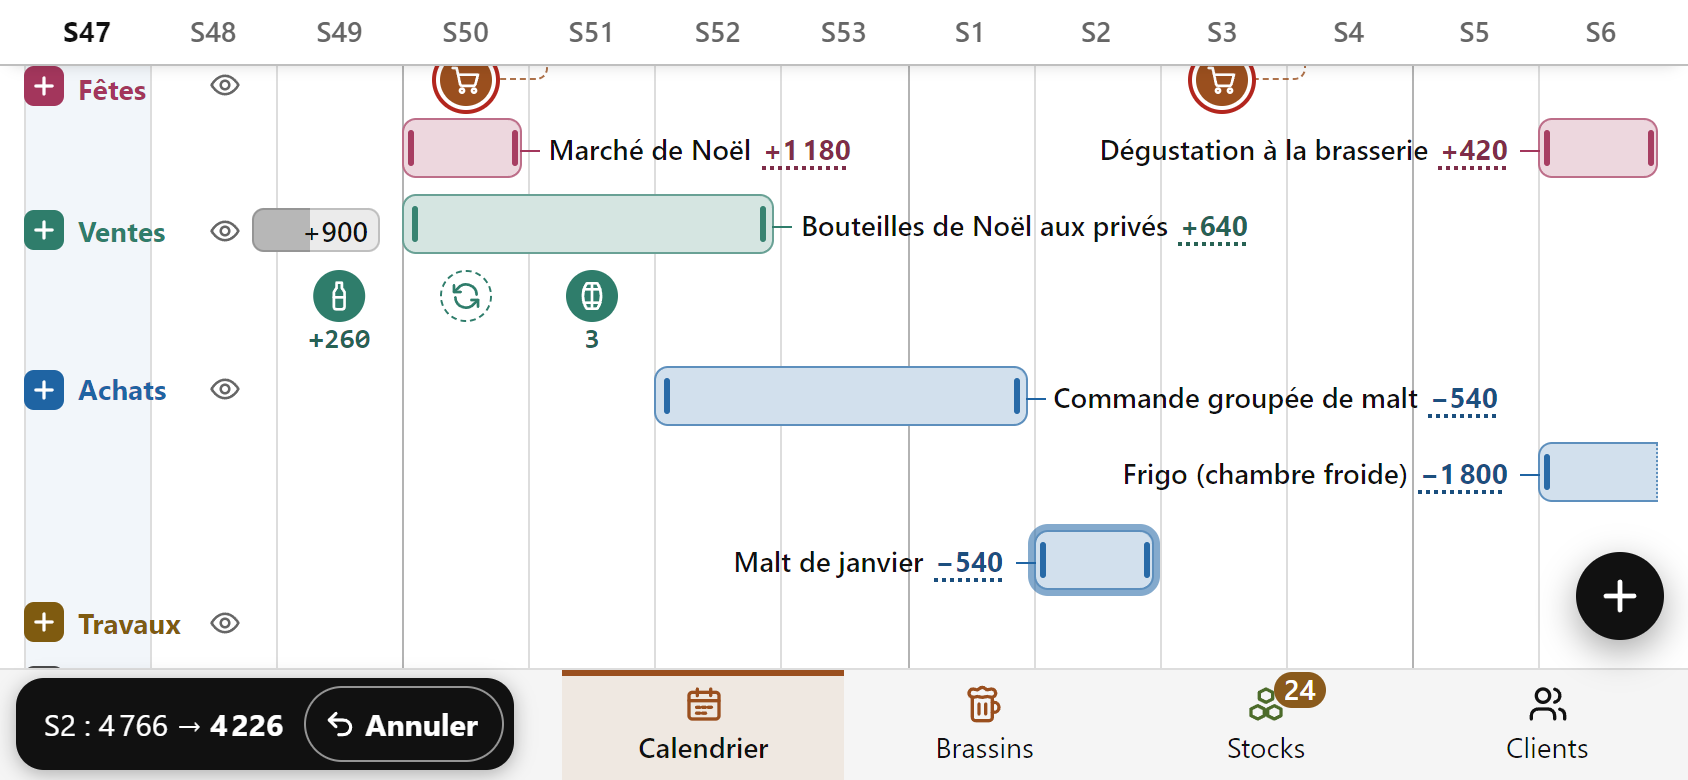 S47 S48 S49 S50 S51 S52 S53 S1 S2 S3 S4 S5 S6
Fêtes
Marché de Noël +1 180
Dégustation à la brasserie +420
Ventes
+900
Bouteilles de Noël aux privés +640
+260
3
Achats
Commande groupée de malt −540
Frigo (chambre froide) −1 800
Malt de janvier −540
Travaux
S2 : 4 766 → 4 226
Annuler
Calendrier
Brassins
24
Stocks
Clients